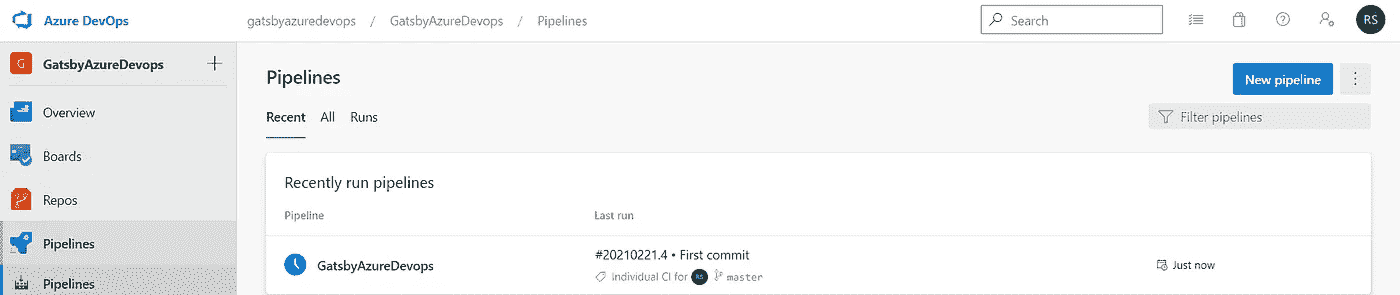 Azure DevOps gatsbyazuredevops / GatsbyAzureDevops / Pipelines Search RS
G GatsbyAzureDevops +
Overview
Boards
Repos
Pipelines
Pipelines
Pipelines
New pipeline
Recent All Runs
Filter pipelines
Recently run pipelines
Pipeline Last run
GatsbyAzureDevops
#20210221.4 • First commit
Individual CI for RS master
Just now